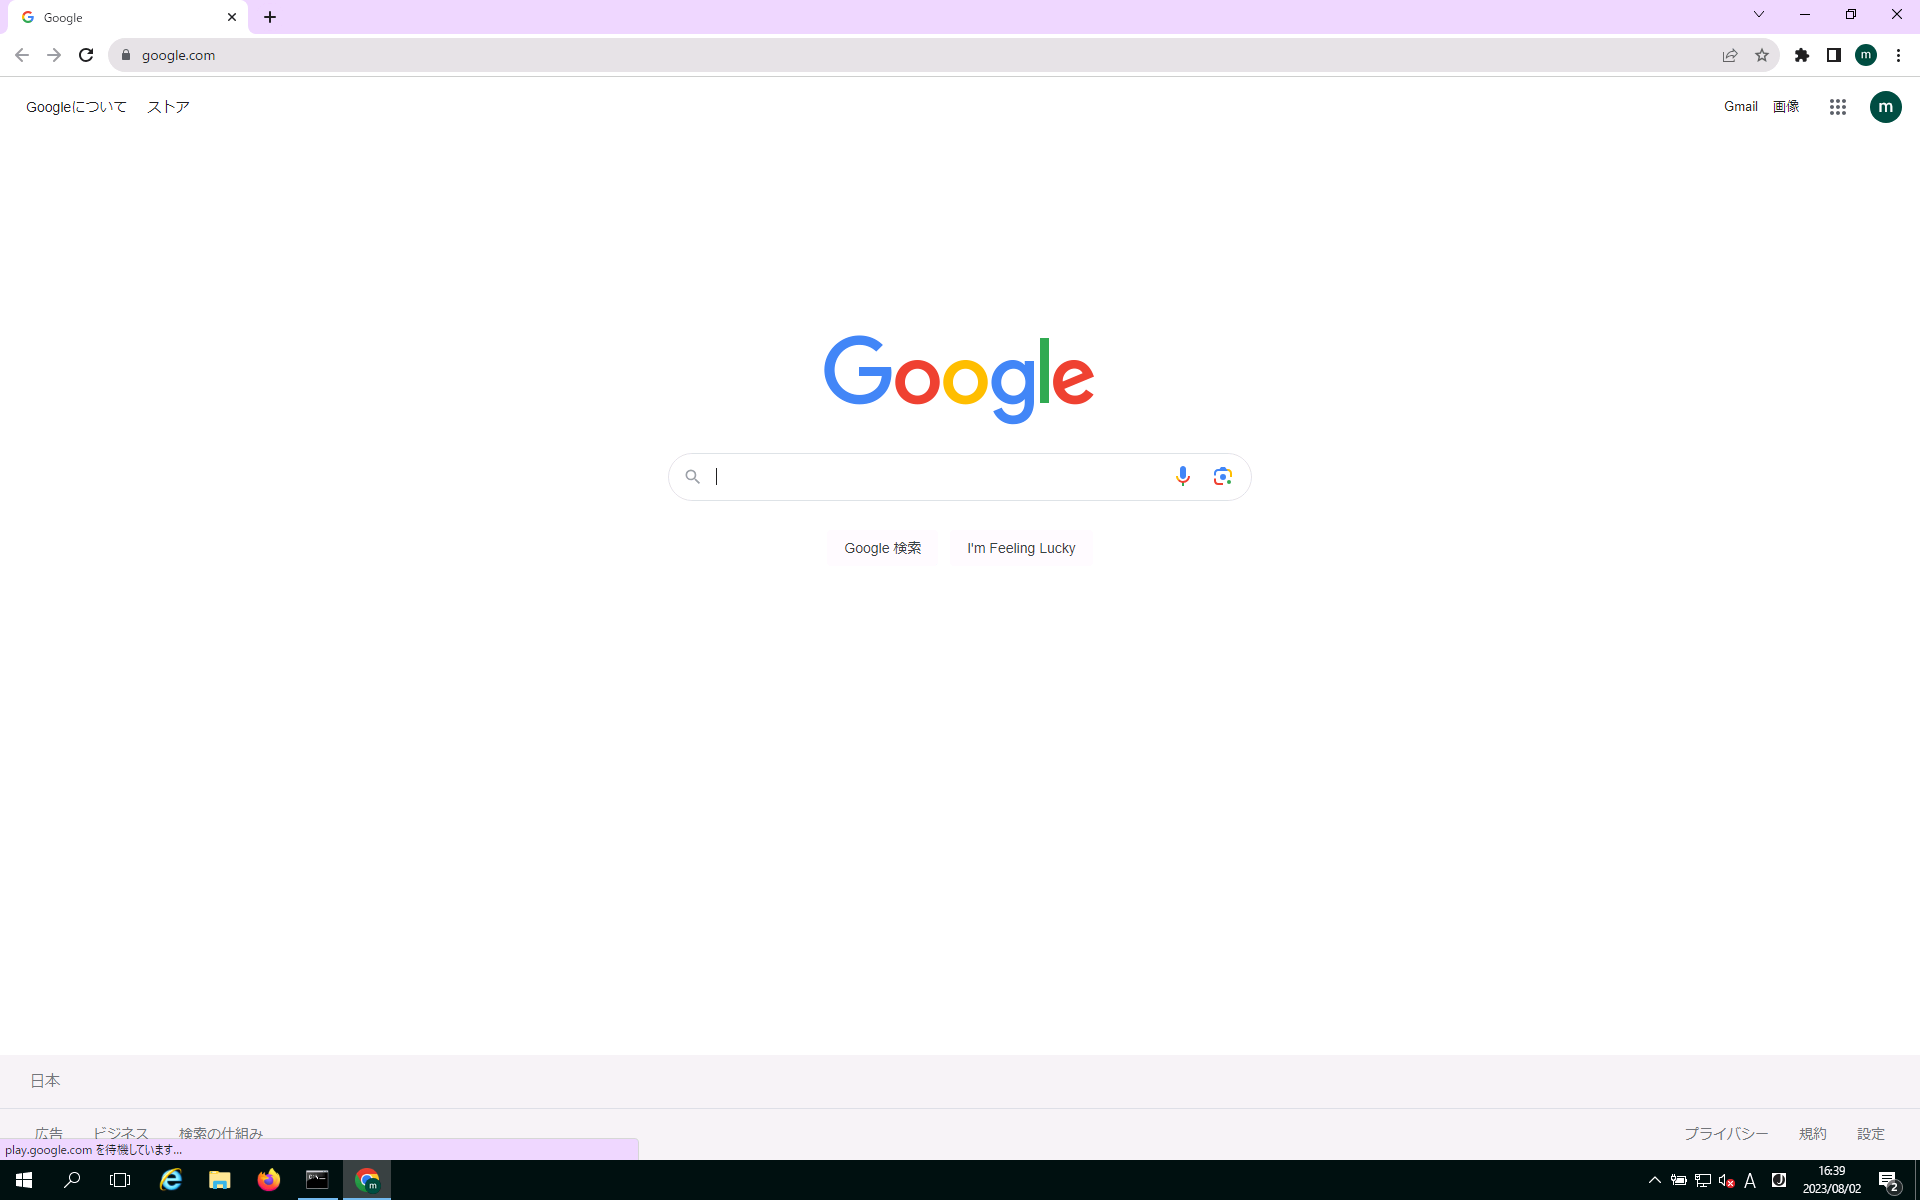 Google
google.com
m
Googleについて ストア
Gmail 画像
m
Google
Google 検索 I'm Feeling Lucky
日本
広告 ビジネス 検索の仕組み
プライバシー 規約 設定
play.google.com を待機しています...
m
A
16:39
2023/08/02
2